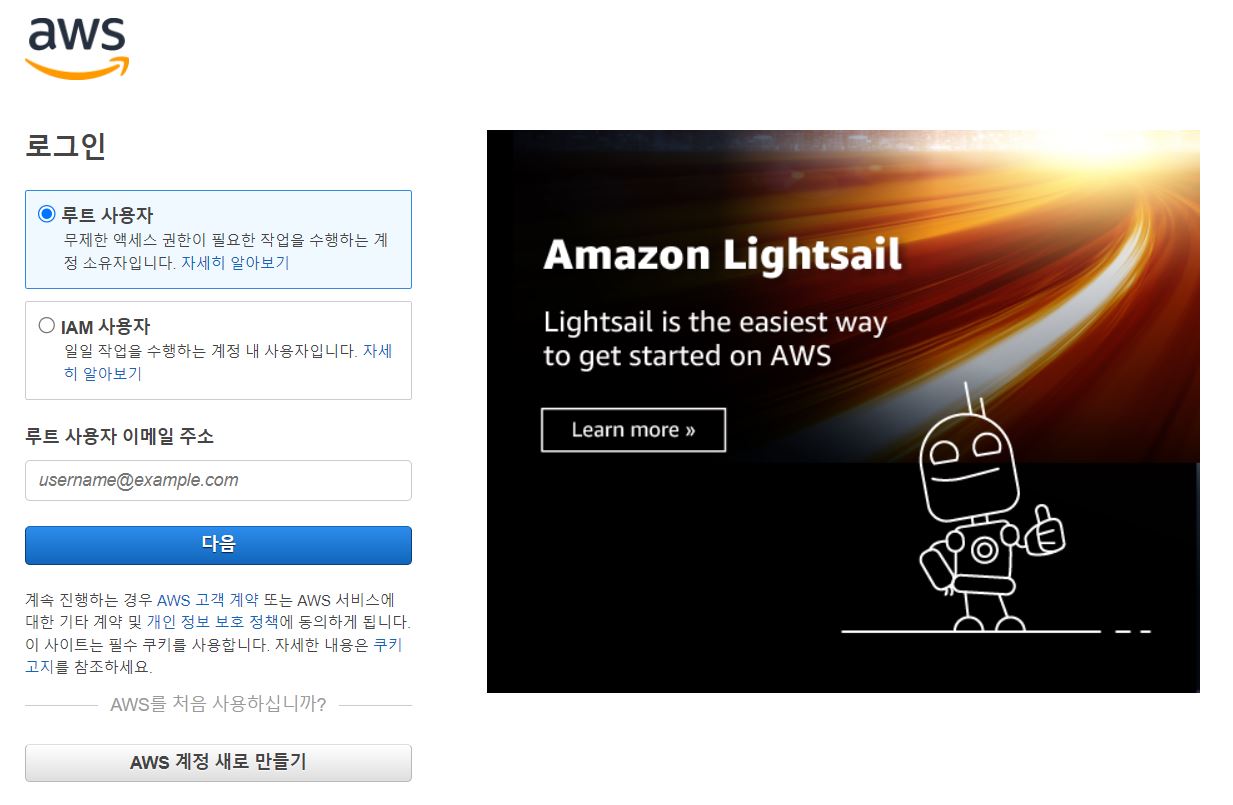 aws
로그인
루트 사용자
무제한 액세스 권한이 필요한 작업을 수행하는 계
정 소유자입니다. 자세히 알아보기
IAM 사용자
일일 작업을 수행하는 계정 내 사용자입니다. 자세
히 알아보기
루트 사용자 이메일 주소
username@example.com
다음
계속 진행하는 경우 AWS 고객 계약 또는 AWS 서비스에
대한 기타 계약 및 개인 정보 보호 정책에 동의하게 됩니다.
이 사이트는 필수 쿠키를 사용합니다. 자세한 내용은 쿠키
고지를 참조하세요.
AWS를 처음 사용하십니까?
AWS 계정 새로 만들기
Amazon Lightsail
Lightsail is the easiest way
to get started on AWS
Learn more »